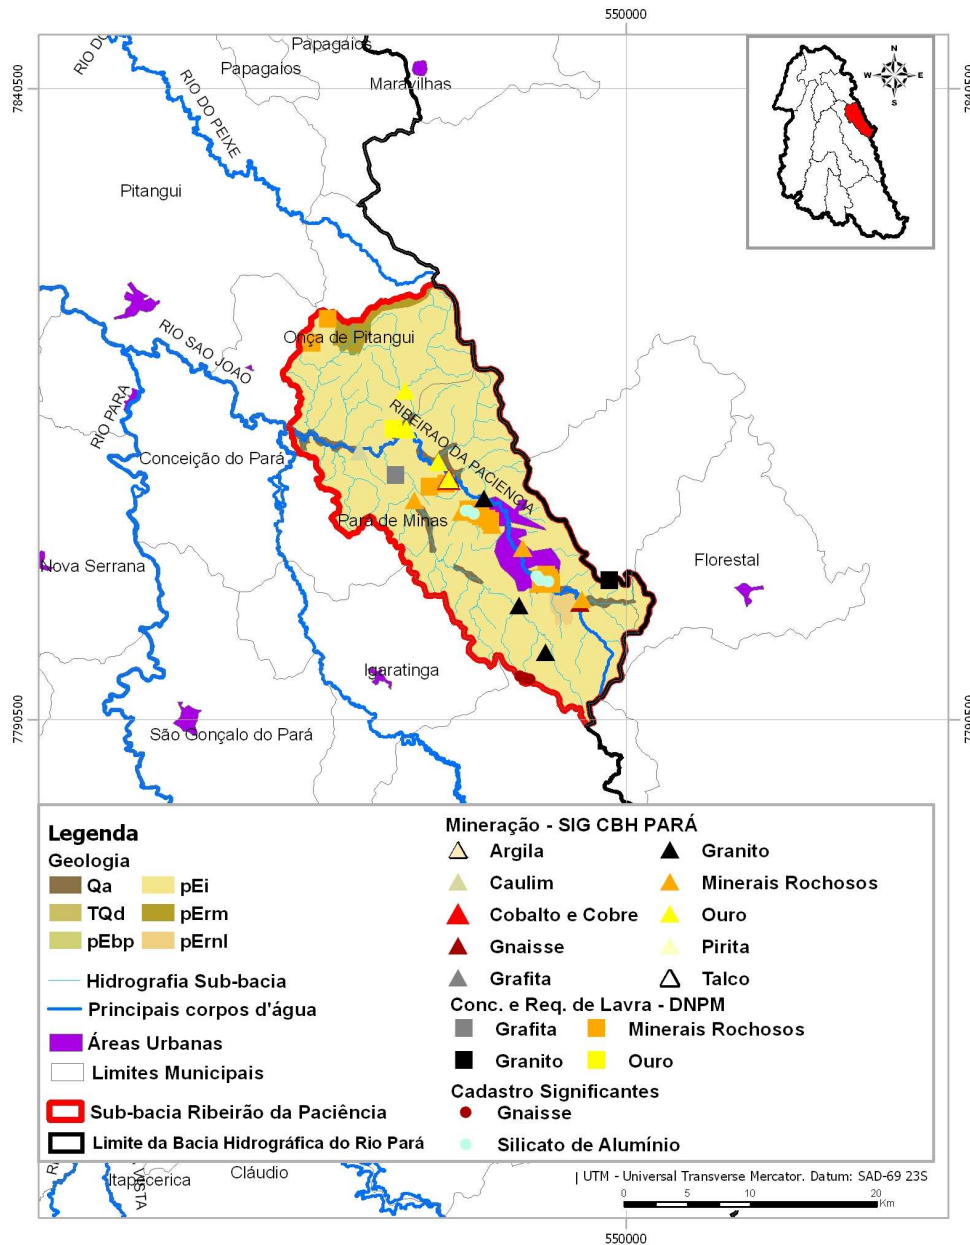 550000
7840500
7840500
RIO DO
Papagaios
Papagaios
Maravilhas
RIO DO PEIXE
Pitangui
N
W
E
S
Onça de Pitangui
RIO SAO JOAO
RIO PARA
RIBEIRAO DA PACIENCIA
Conceição do Pará
Pará de Minas
Nova Serrana
Florestal
Igaratinga
São Gonçalo do Pará
7790500
7790500
Legenda
Geologia
Qa
pEi
TQd
pErm
pEbp
pErnl
Hidrografia Sub-bacia
Principais corpos d'água
Áreas Urbanas
Limites Municipais
Sub-bacia Ribeirão da Paciência
Limite da Bacia Hidrográfica do Rio Pará
Mineração - SIG CBH PARÁ
Argila
Granito
Caulim
Minerais Rochosos
Cobalto e Cobre
Ouro
Gnaisse
Pirita
Grafita
Talco
Conc. e Req. de Lavra - DNPM
Grafita
Minerais Rochosos
Granito
Ouro
Cadastro Significantes
Gnaisse
Silicato de Alumínio
Itapecerica
VISTA
Cláudio
| UTM - Universal Transverse Mercator. Datum: SAD-69 23S
0 5 10 20
Km
550000